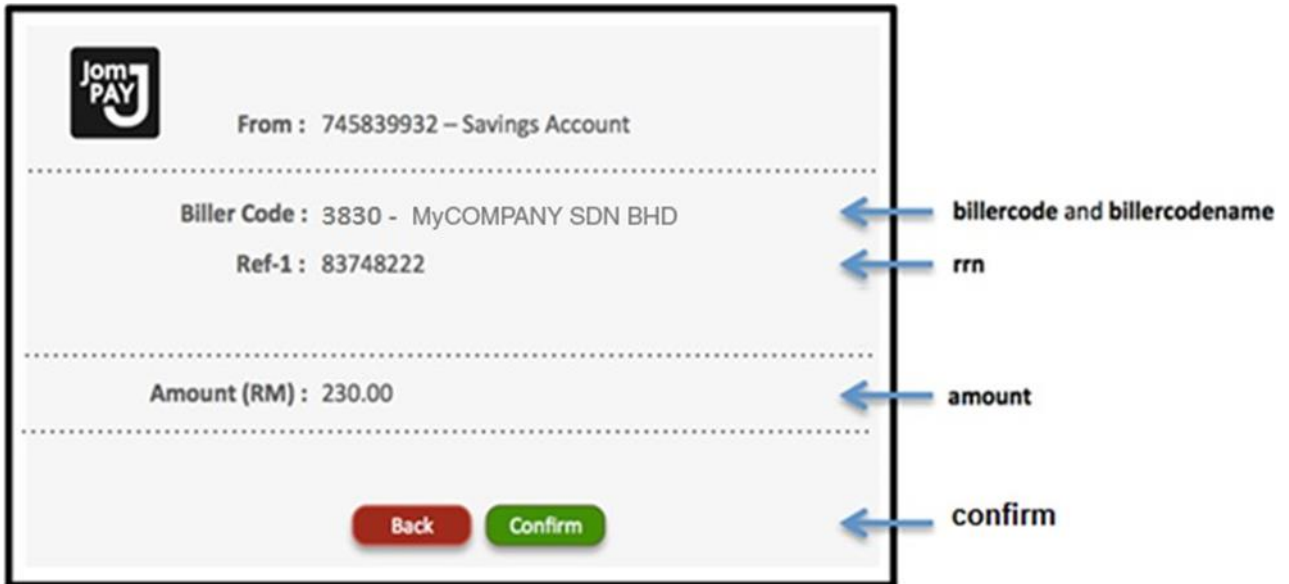 Jom
PAY
From : 745839932 – Savings Account
Biller Code : 3830 - MyCOMPANY SDN BHD
billercode and billercodename
Ref-1 : 83748222
rrn
Amount (RM) : 230.00
amount
Back
Confirm
confirm